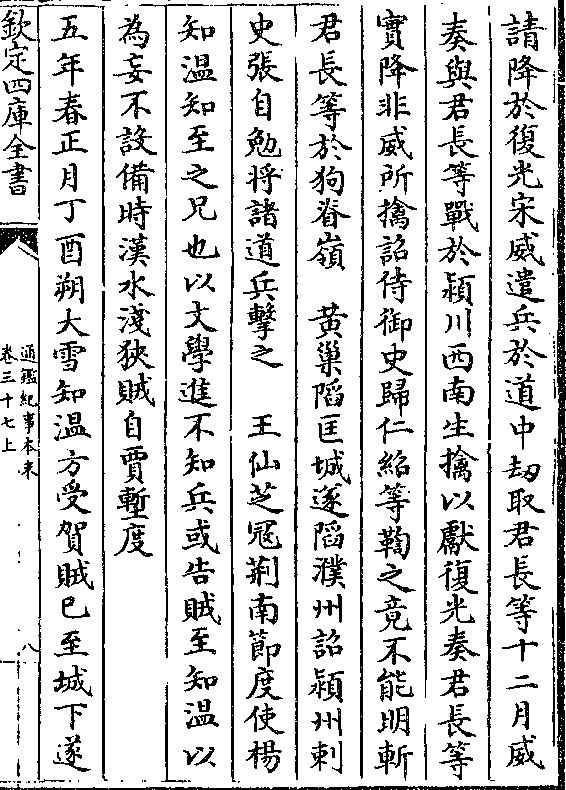 請降於復光宋威遣兵於道中刼取君長等十二月威
奏與君長等戰於潁川西南生擒以獻復光奏君長等
實降非威所擒詔侍御史歸仁紹等鞫之竟不能明斬
君長等於狗脊嶺　黄巢䧟匡城遂䧟濮州詔潁州刺
史張自勉将諸道兵擊之　王仙芝冦荆南節度使楊
知温知至之兄也以文學進不知兵或告賊至知温以
為妄不設備時漢水淺狹賊自賈塹度
五年春正月丁酉朔大雪知温方受賀賊已至城下遂
欽定四庫全書
通鑑紀事本末
卷三十七上
八